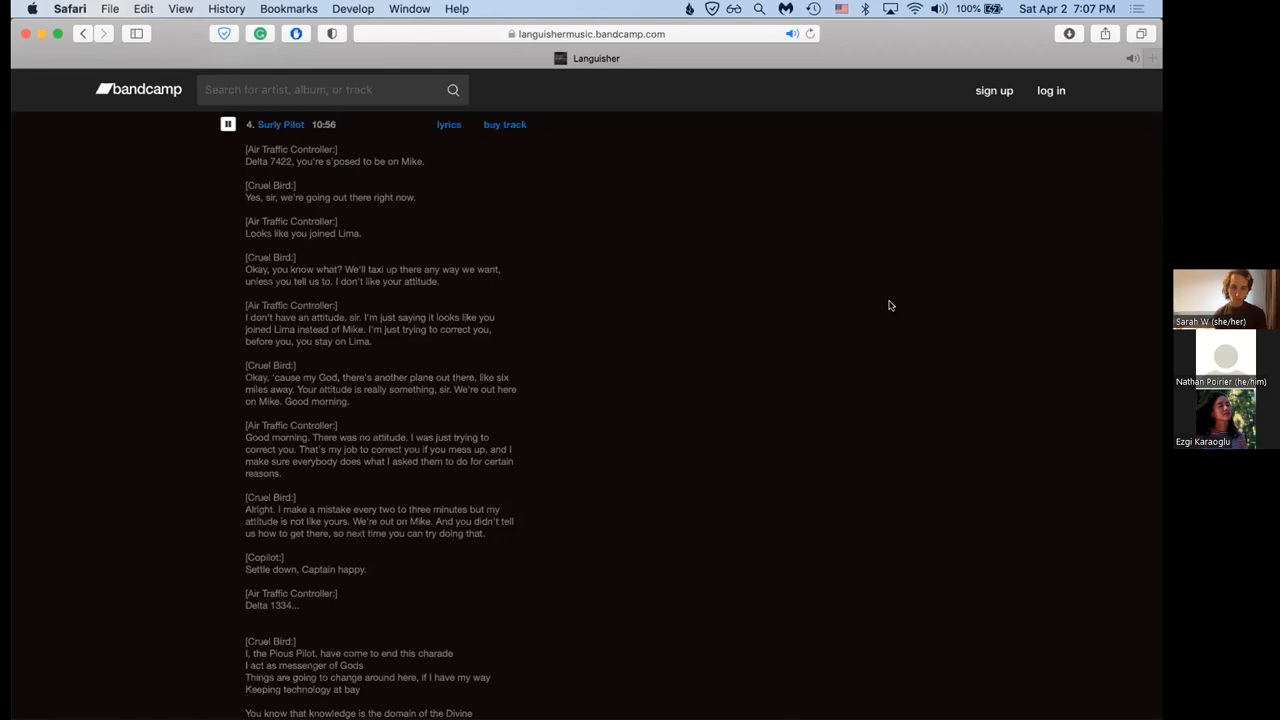 Safari File Edit View History Bookmarks Develop Window Help 100% Sat Apr 2 7:07 PM
languishermusic.bandcamp.com
Languisher
bandcamp Search for artist, album, or track sign up log in
4. Surly Pilot 10:56 lyrics buy track
[Air Traffic Controller:]
Delta 7422, you're s'posed to be on Mike.
[Cruel Bird:]
Yes, sir, we're going out there right now.
[Air Traffic Controller:]
Looks like you joined Lima.
[Cruel Bird:]
Okay, you know what? We'll taxi up there any way we want,
unless you tell us to. I don't like your attitude.
[Air Traffic Controller:]
I don't have an attitude, sir. I'm just saying it looks like you
joined Lima instead of Mike. I'm just trying to correct you,
before you, you stay on Lima.
[Cruel Bird:]
Okay, 'cause my God, there's another plane out there, like six
miles away. Your attitude is really something, sir. We're out here
on Mike. Good morning.
[Air Traffic Controller:]
Good morning. There was no attitude. I was just trying to
correct you. That's my job to correct you if you mess up, and I
make sure everybody does what I asked them to do for certain
reasons.
[Cruel Bird:]
Alright. I make a mistake every two to three minutes but my
attitude is not like yours. We're out on Mike. And you didn't tell
us how to get there, so next time you can try doing that.
[Copilot:]
Settle down, Captain happy.
[Air Traffic Controller:]
Delta 1334...
[Cruel Bird:]
I, the Pious Pilot, have come to end this charade
I act as messenger of Gods
Things are going to change around here, if I have my way
Keeping technology at bay
You know that knowledge is the domain of the Divine
Sarah W (she/her)
Nathan Poirier (he/him)
Ezgi Karaoglu